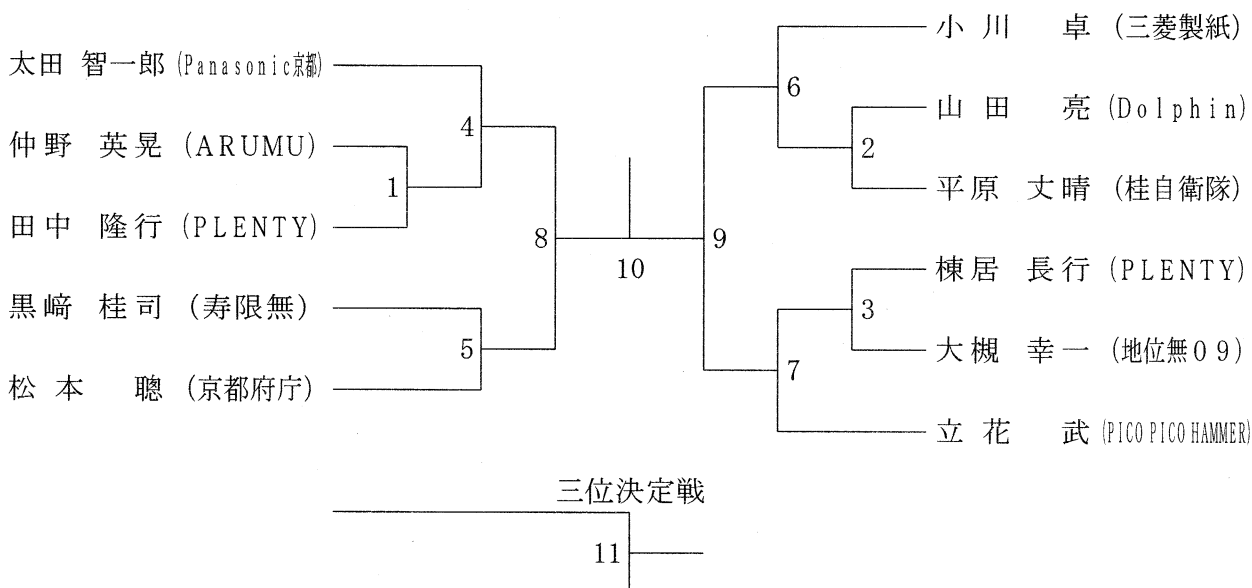 太田 智一郎 (Panasonic京都)
仲野 英晃 (ARUMU)
田中 隆行 (PLENTY)
黒﨑 桂司 (寿限無)
松本 聰 (京都府庁)
1
4
5
8
10
9
6
2
3
7
小川 卓 (三菱製紙)
山田 亮 (Dolphin)
平原 丈晴 (桂自衛隊)
棟居 長行 (PLENTY)
大槻 幸一 (地位無09)
立花 武 (PICO PICO HAMMER)
三位決定戦
11